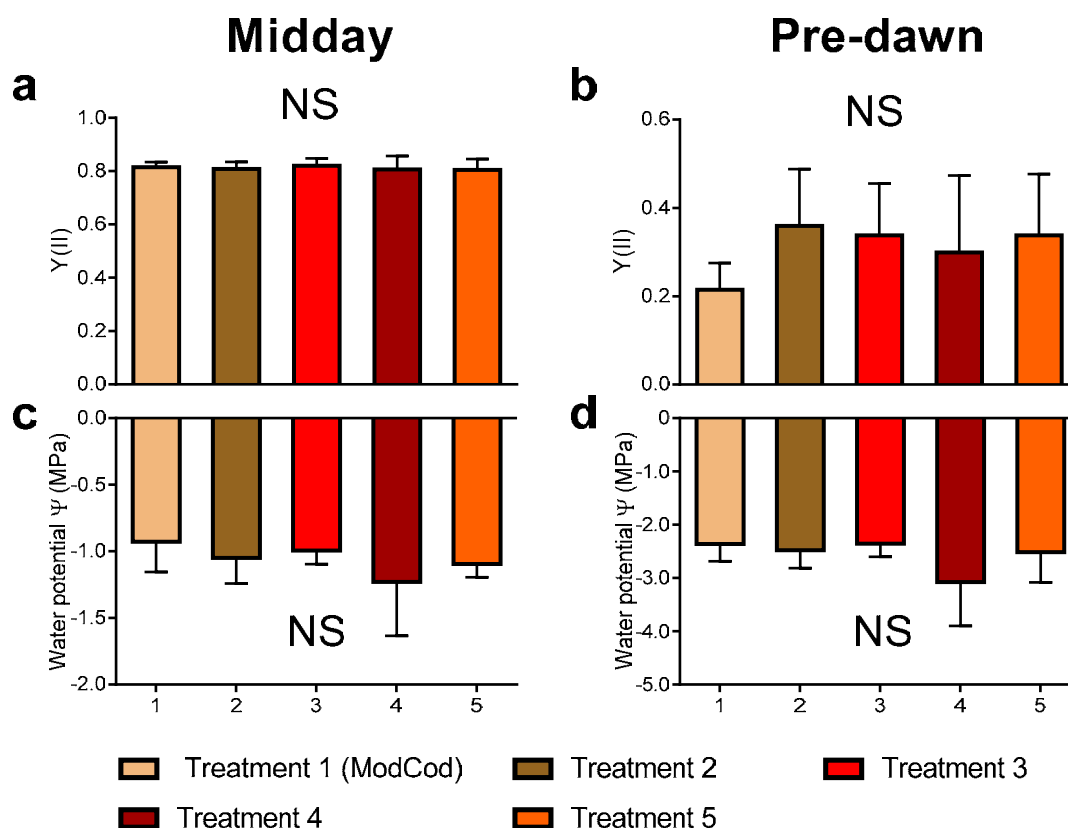 Midday
Pre-dawn
a
NS
1.0
0.8
0.6
0.4
0.2
0.0
Y(II)
b
NS
0.6
0.4
0.2
0.0
Y(II)
c
0.0
-0.5
-1.0
-1.5
-2.0
Water potential Ψ (MPa)
NS
1 2 3 4 5
d
0
-1.0
-2.0
-3.0
-4.0
-5.0
Water potential Ψ (MPa)
NS
1 2 3 4 5
Treatment 1 (ModCod)
Treatment 2
Treatment 3
Treatment 4
Treatment 5